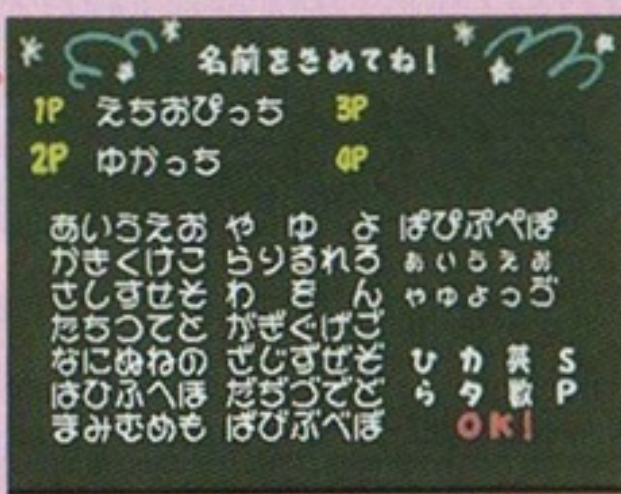 名前をきめてね!
1P えちおぴっち 3P
2P ゆかっち 4P
あいうえお や ゆ よ ぱぴぷぺぽ
かきくけこ らりるれろ ぁぃぅぇぉ
さしすせそ わ を ん ゃゅょっゔ
たちつてと がぎぐげご
なにぬねの ざじずぜぞ ひ カ 英 S
はひふへほ だぢづでど ら タ 数 P
まみむめも ばびぶべぼ OK!